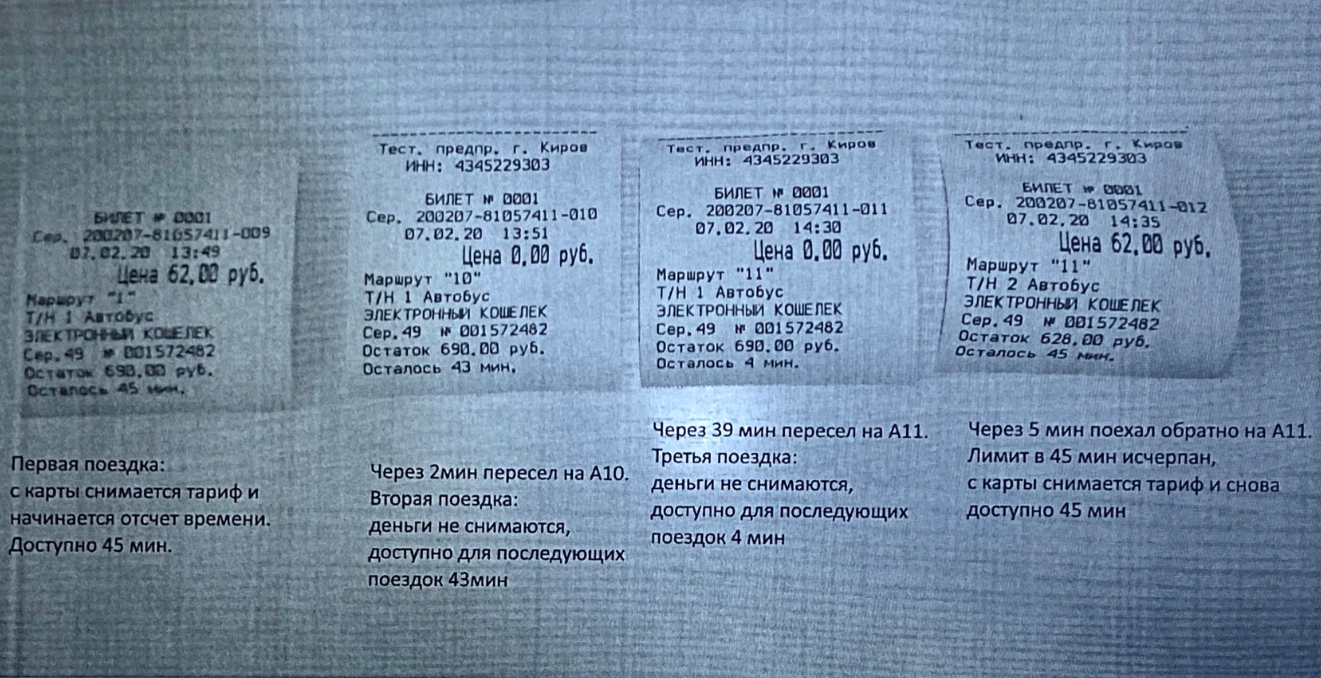 БИЛЕТ № 0001
Сер. 200207-81057411-009
07.02.20 13:49
Цена 62,00 руб.
Маршрут "1"
Т/Н 1 Автобус
ЭЛЕКТРОННЫЙ КОШЕЛЕК
Сер.49 № 001572482
Остаток 690,00 руб.
Осталось 45 мин.
Первая поездка:
с карты снимается тариф и
начинается отсчет времени.
Доступно 45 мин.
Тест. предпр. г. Киров
ИНН: 4345229303
БИЛЕТ № 0001
Сер. 200207-81057411-010
07.02.20 13:51
Цена 0,00 руб.
Маршрут "10"
Т/Н 1 Автобус
ЭЛЕКТРОННЫЙ КОШЕЛЕК
Сер.49 № 001572482
Остаток 690,00 руб.
Осталось 43 мин.
Через 2мин пересел на А10.
Вторая поездка:
деньги не снимаются,
доступно для последующих
поездок 43мин
Тест. предпр. г. Киров
ИНН: 4345229303
БИЛЕТ № 0001
Сер. 200207-81057411-011
07.02.20 14:30
Цена 0,00 руб.
Маршрут "11"
Т/Н 1 Автобус
ЭЛЕКТРОННЫЙ КОШЕЛЕК
Сер.49 № 001572482
Остаток 690,00 руб.
Осталось 4 мин.
Через 39 мин пересел на А11.
Третья поездка:
деньги не снимаются,
доступно для последующих
поездок 4 мин
Тест. предпр. г. Киров
ИНН: 4345229303
БИЛЕТ № 0001
Сер. 200207-81057411-012
07.02.20 14:35
Цена 62,00 руб.
Маршрут "11"
Т/Н 2 Автобус
ЭЛЕКТРОННЫЙ КОШЕЛЕК
Сер.49 № 001572482
Остаток 628,00 руб.
Осталось 45 мин.
Через 5 мин поехал обратно на А11.
Лимит в 45 мин исчерпан,
с карты снимается тариф и снова
доступно 45 мин